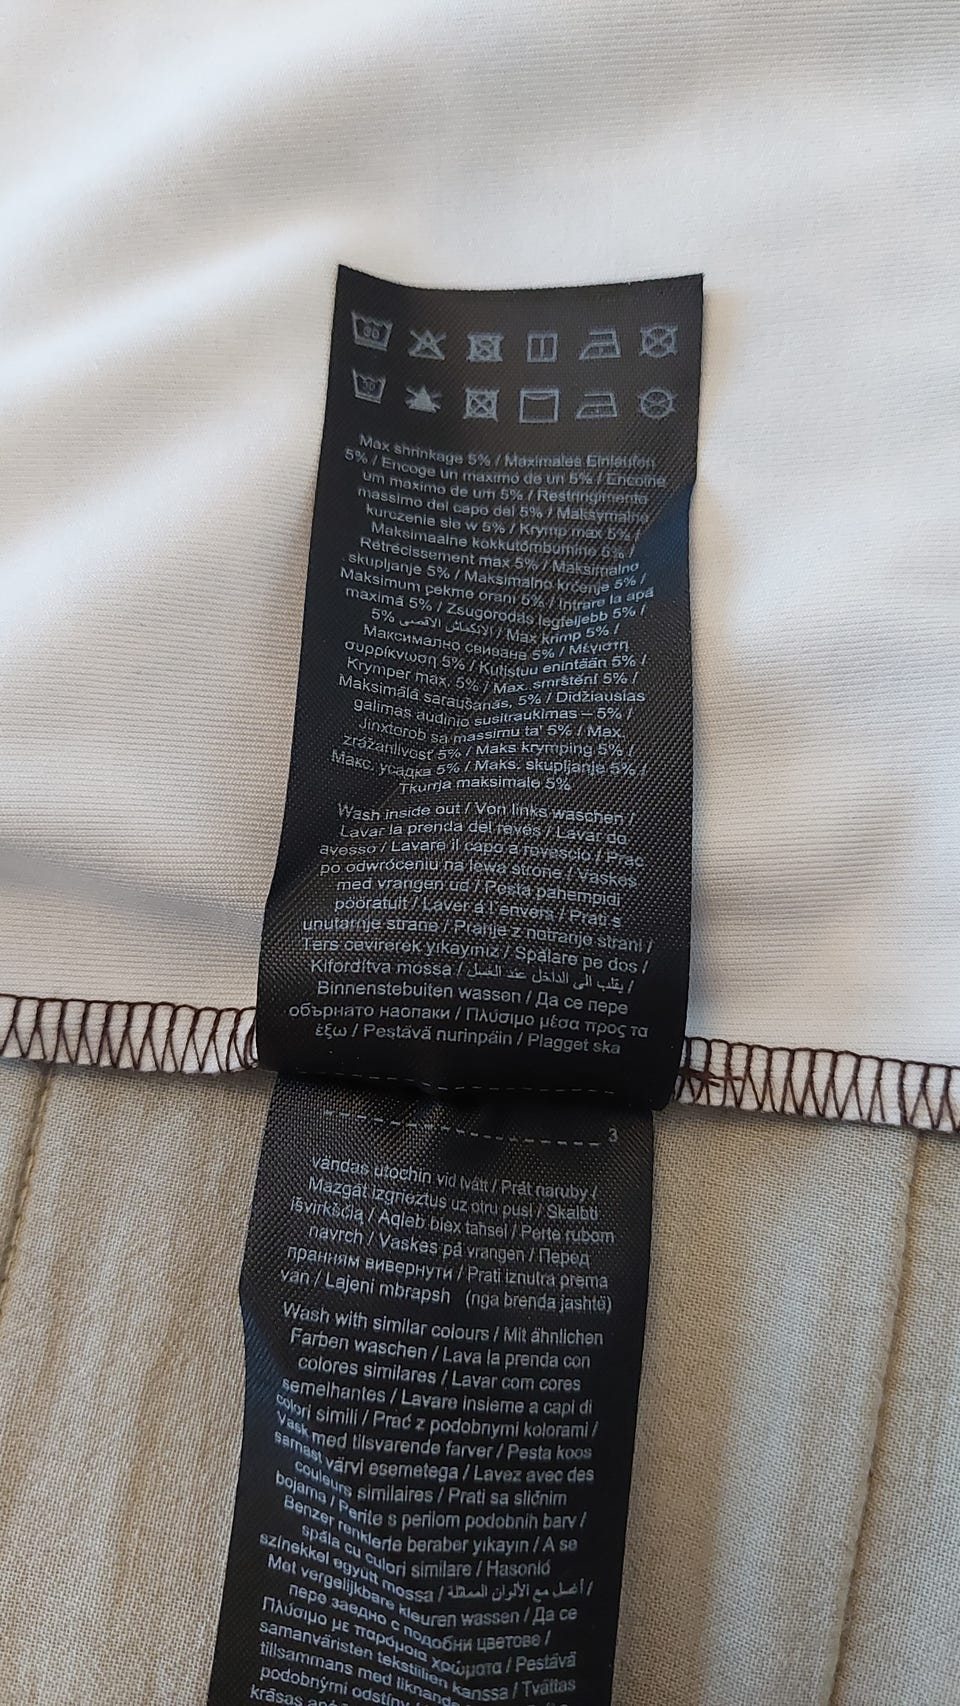 30
30
Max shrinkage 5% / Maximales Einlaufen
5% / Encoge un maximo de un 5% / Encolhe
um maximo de um 5% / Restringimento
massimo del capo del 5% / Maksymalne
kurczenie sie w 5% / Krymp max 5% /
Maksimaalne kokkutõmbumine 5% /
Rétrécissement max 5% / Maksimalno
skupljanje 5% / Maksimalno krčenje 5% /
Maksimum çekme orani 5% / Intrare la apă
maximă 5% / Zsugorodás legfeljebb 5% /
5% الانكماش الاقصى / Max krimp 5% /
Максимално свиване 5% / Μέγιστη
συρρίκνωση 5% / Kutistuu enintään 5% /
Krymper max. 5% / Max. smrštění 5% /
Maksimālā saraušanās, 5% / Didžiausias
galimas audinio susitraukimas – 5% /
Jinxtorob sa massimu ta' 5% / Max.
zrážanlivosť 5% / Maks krymping 5% /
Макс. усадка 5% / Maks. skupljanje 5% /
Tkurrja maksimale 5%
Wash inside out / Von links waschen /
Lavar la prenda del revés / Lavar do
avesso / Lavare il capo a rovescio / Prac
po odwróceniu na lewa strone / Vaskes
med vrangen ud / Pesta pahempidi
pööratult / Laver à l'envers / Prati s
unutarnje strane / Pranje z notranje strani /
Ters cevirerek yikayiniz / Spălare pe dos /
Kifordítva mossa / يقلب الى الداخل عند الغسل /
Binnenstebuiten wassen / Да се пере
обърнато наопаки / Πλύσιμο μέσα προς τα
έξω / Pestävä nurinpäin / Plagget ska
3
vändas utochin vid tvätt / Prát naruby /
Mazgāt izgrieztus uz otru pusi / Skalbti
išvirkščią / Aqleb biex taħsel / Perte rubom
navrch / Vaskes på vrangen / Перед
пранням вивернути / Prati iznutra prema
van / Lajeni mbrapsh (nga brenda jashtë)
Wash with similar colours / Mit ähnlichen
Farben waschen / Lava la prenda con
colores similares / Lavar com cores
semelhantes / Lavare insieme a capi di
colori simili / Prać z podobnymi kolorami /
Vask med tilsvarende farver / Pesta koos
samast värvi esemetega / Lavez avec des
couleurs similaires / Prati sa sličnim
bojama / Perite s perilom podobnih barv /
Benzer renklerle beraber yıkayın / A se
spăla cu culori similare / Hasonló
színekkel együtt mossa / أغسل مع الألوان المماثلة /
Met vergelijkbare kleuren wassen / Да се
пере заедно с подобни цветове /
Πλύσιμο με παρόμοια χρώματα / Pestävä
samanväristen tekstiilien kanssa / Tvättas
tillsammans med liknande
podobnými odstíny /
krāsas